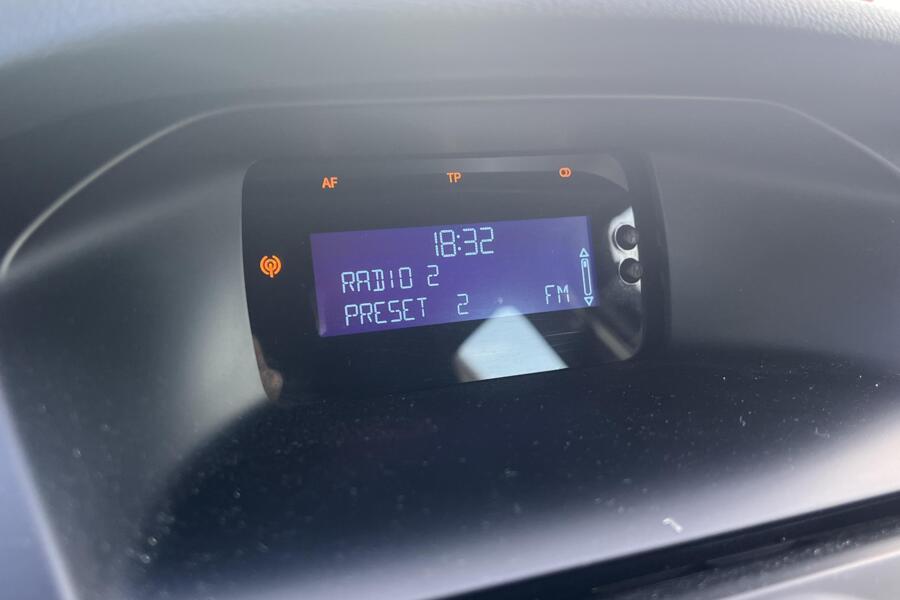 AF TP
18:32
RADIO 2
PRESET 2 FM